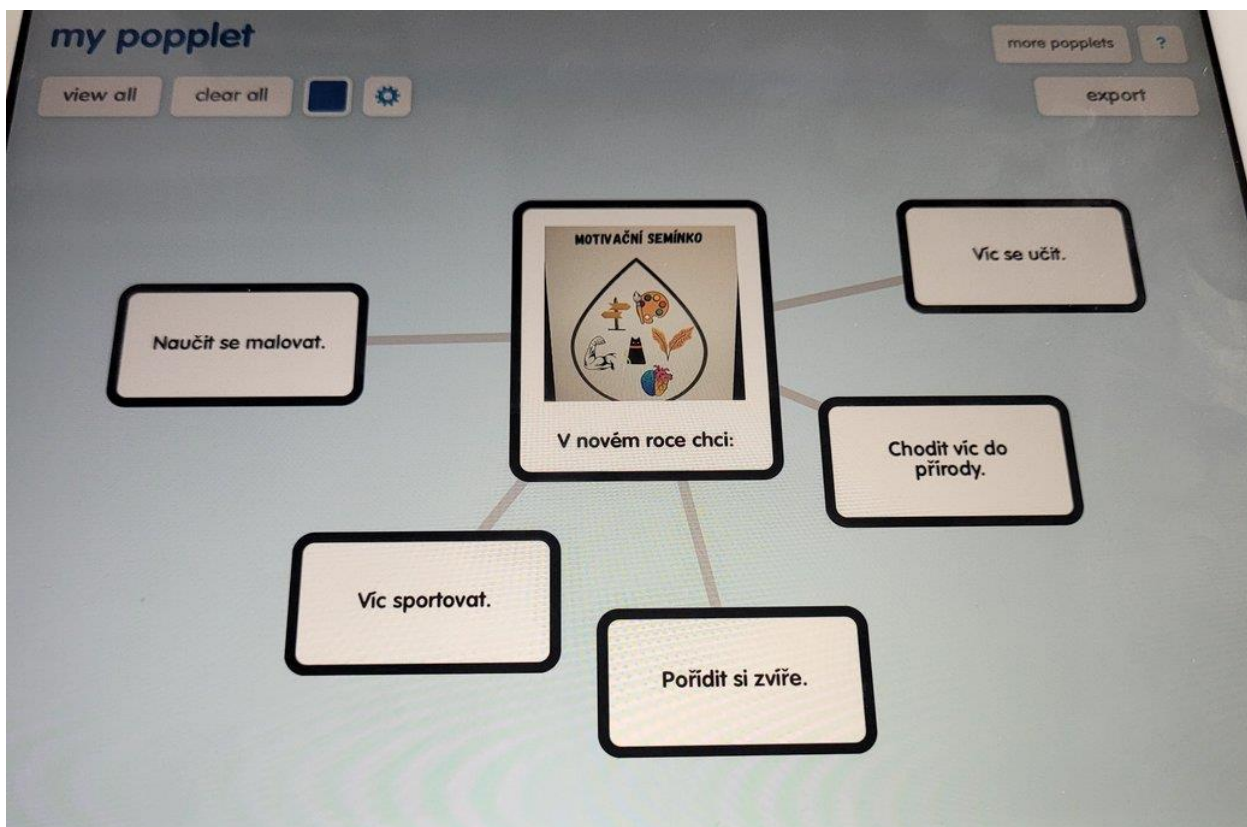 my popplet
more popplets
?
view all
clear all
export
MOTIVAČNÍ SEMÍNKO
V novém roce chci:
Víc se učit.
Naučit se malovat.
Chodit víc do
přírody.
Víc sportovat.
Pořídit si zvíře.